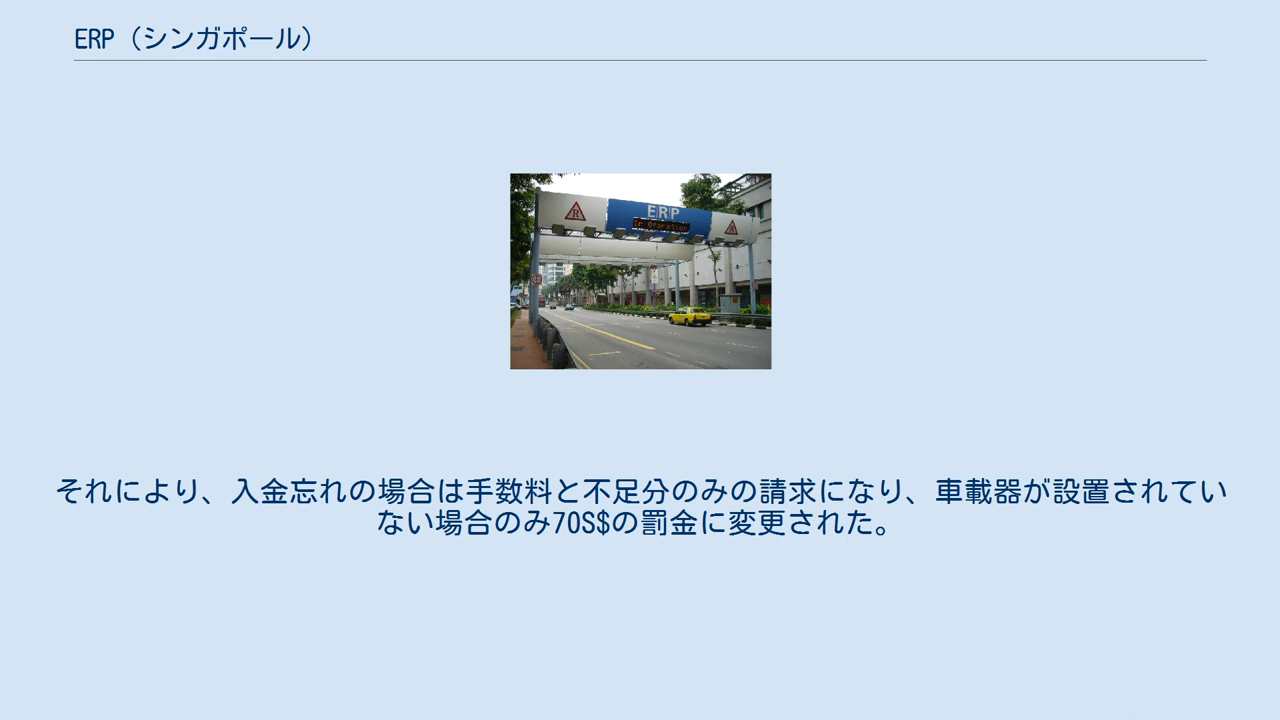 ERP（シンガポール）
ERP
In Operation
それにより、入金忘れの場合は手数料と不足分のみの請求になり、車載器が設置されてい
ない場合のみ70S$の罰金に変更された。